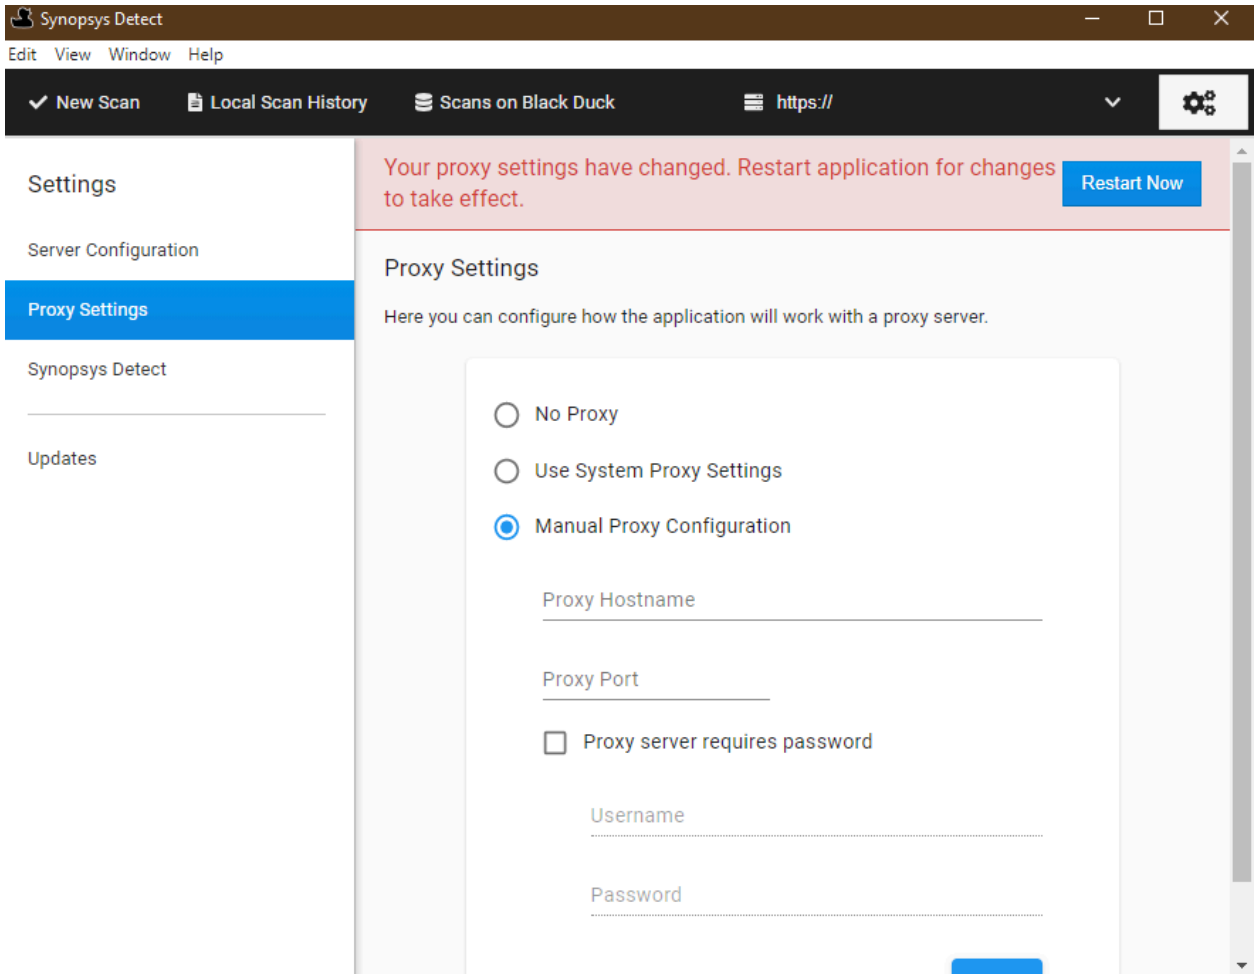 Synopsys Detect
Edit View Window Help
New Scan Local Scan History Scans on Black Duck https://
Settings
Server Configuration
Proxy Settings
Synopsys Detect
Updates
Your proxy settings have changed. Restart application for changes
to take effect.
Restart Now
Proxy Settings
Here you can configure how the application will work with a proxy server.
No Proxy
Use System Proxy Settings
Manual Proxy Configuration
Proxy Hostname
Proxy Port
Proxy server requires password
Username
Password